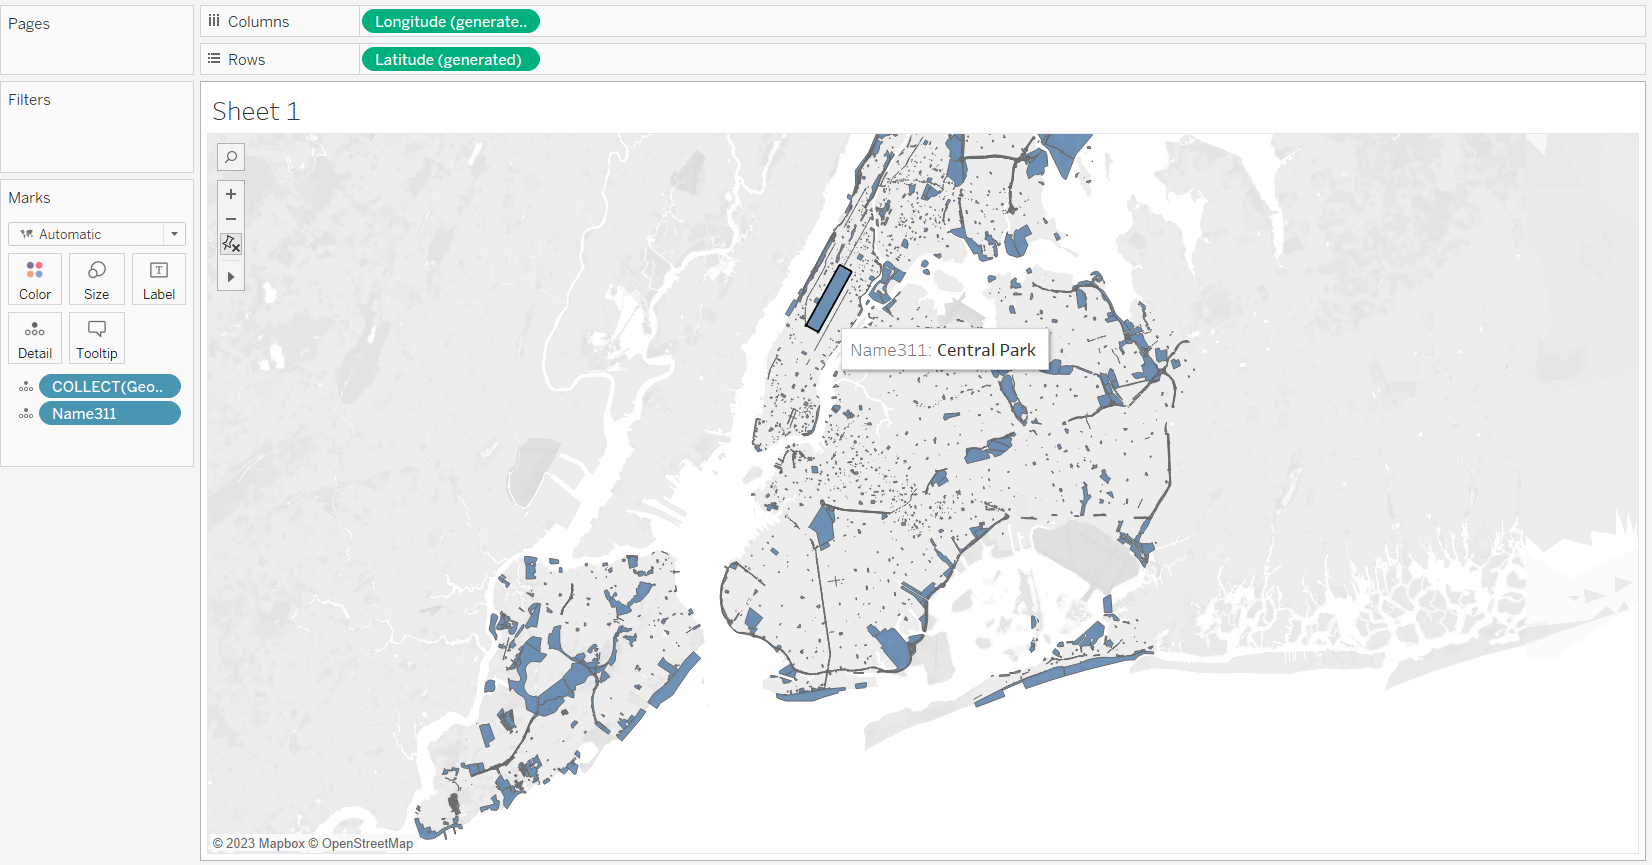 Pages
Columns
Longitude (generate..
Rows
Latitude (generated)
Filters
Sheet 1
Marks
Automatic
Color
Size
T
Label
Detail
Tooltip
COLLECT(Geo..
Name311
Name311: Central Park
© 2023 Mapbox © OpenStreetMap